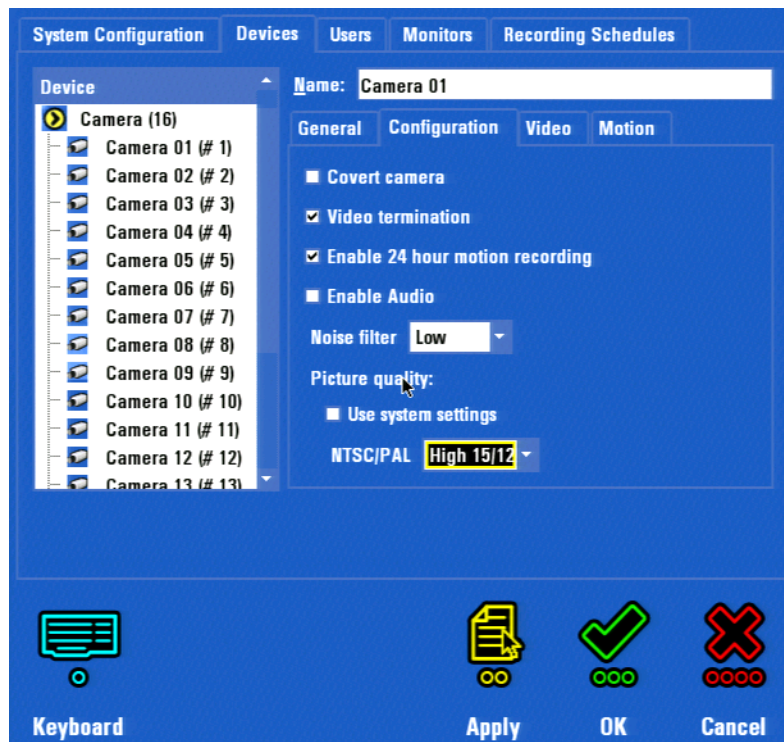 System Configuration Devices Users Monitors Recording Schedules
Device
Camera (16)
Camera 01 (# 1)
Camera 02 (# 2)
Camera 03 (# 3)
Camera 04 (# 4)
Camera 05 (# 5)
Camera 06 (# 6)
Camera 07 (# 7)
Camera 08 (# 8)
Camera 09 (# 9)
Camera 10 (# 10)
Camera 11 (# 11)
Camera 12 (# 12)
Camera 13 (# 13)
Name: Camera 01
General Configuration Video Motion
Covert camera
Video termination
Enable 24 hour motion recording
Enable Audio
Noise filter Low
Picture quality:
Use system settings
NTSC/PAL High 15/12
Keyboard Apply OK Cancel